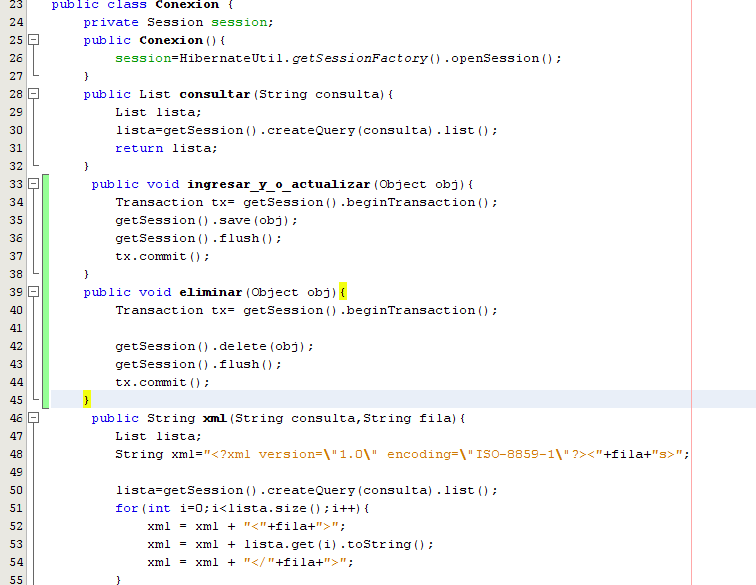 23 public class Conexion {
24 private Session session;
25 public Conexion(){
26 session=HibernateUtil.getSessionFactory().openSession();
27 }
28 public List consultar(String consulta){
29 List lista;
30 lista=getSession().createQuery(consulta).list();
31 return lista;
32 }
33 public void ingresar_y_o_actualizar(Object obj){
34 Transaction tx= getSession().beginTransaction();
35 getSession().save(obj);
36 getSession().flush();
37 tx.commit();
38 }
39 public void eliminar(Object obj){
40 Transaction tx= getSession().beginTransaction();
41
42 getSession().delete(obj);
43 getSession().flush();
44 tx.commit();
45 }
46 public String xml(String consulta,String fila){
47 List lista;
48 String xml="<?xml version=\"1.0\" encoding=\"ISO-8859-1\"?><"+fila+"s>";
49
50 lista=getSession().createQuery(consulta).list();
51 for(int i=0;i<lista.size();i++){
52 xml = xml + "<"+fila+">";
53 xml = xml + lista.get(i).toString();
54 xml = xml + "</"+fila+">";
55 }